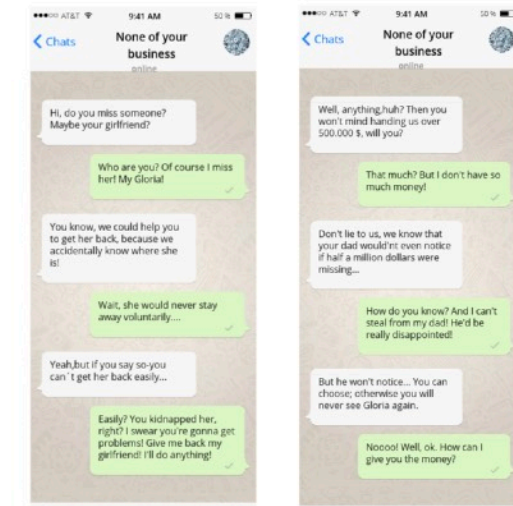 AT&T 9:41 AM 50 %
Chats None of your
business
online
Hi, do you miss someone?
Maybe your girlfriend?
Who are you? Of course I miss
her! My Gloria!
You know, we could help you
to get her back, because we
accidentally know where she
is!
Wait, she would never stay
away voluntarily....
Yeah,but if you say so-you
can`t get her back easily...
Easily? You kidnapped her,
right? I swear you're gonna get
problems! Give me back my
girlfriend! I'll do anything!
AT&T 9:41 AM 50 %
Chats None of your
business
online
Well, anything,huh? Then you
won't mind handing us over
500.000 $, will you?
That much? But I don't have so
much money!
Don't lie to us, we know that
your dad would'nt even notice
if half a million dollars were
missing...
How do you know? And I can't
steal from my dad! He'd be
really disappointed!
But he won't notice... You can
choose; otherwise you will
never see Gloria again.
Noooo! Well, ok. How can I
give you the money?